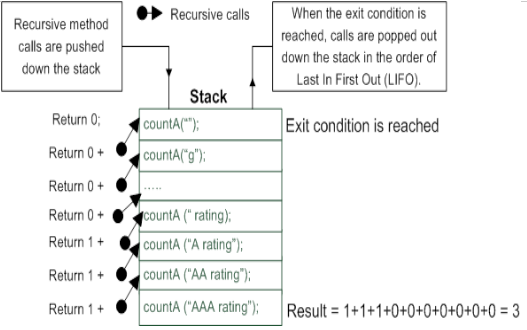 Recursive method
calls are pushed
down the stack
Recursive calls
When the exit condition is
reached, calls are popped out
down the stack in the order of
Last In First Out (LIFO).
Stack
Return 0;
countA(“”);
Exit condition is reached
Return 0 +
countA(“g”);
Return 0 +
.....
Return 0 +
countA (“ rating);
Return 1 +
countA (“A rating”);
Return 1 +
countA (“AA rating”);
Return 1 +
countA (“AAA rating”);
Result = 1+1+1+0+0+0+0+0+0+0 = 3